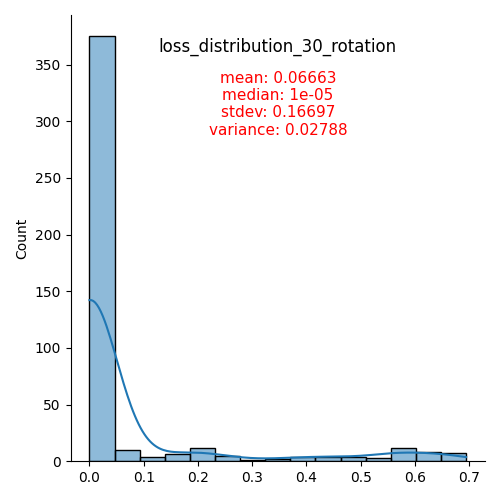 loss_distribution_30_rotation
mean: 0.06663
median: 1e-05
stdev: 0.16697
variance: 0.02788
350
300
250
200
150
100
50
0
Count
0.0 0.1 0.2 0.3 0.4 0.5 0.6 0.7